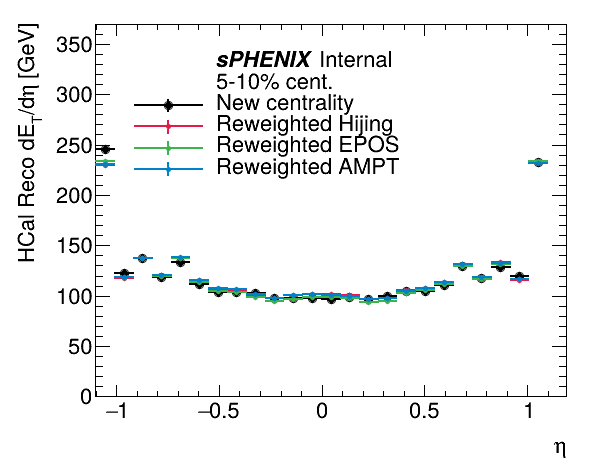 HCal Reco dE_T/dη [GeV]
350
300
250
200
150
100
50
0
sPHENIX Internal
5-10% cent.
New centrality
Reweighted Hijing
Reweighted EPOS
Reweighted AMPT
−1
−0.5
0
0.5
1
η